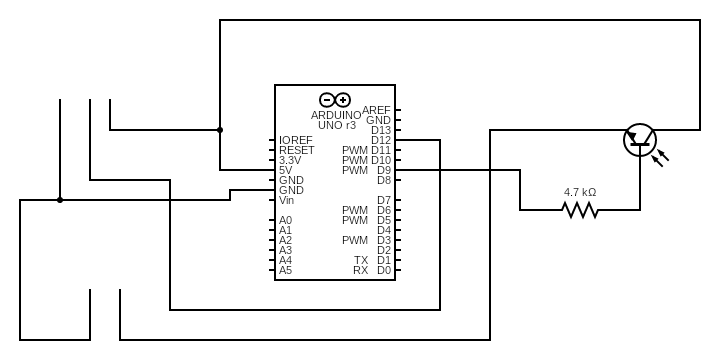 AREF
ARDUINO
GND
UNO r3
D13
IOREF
D12
RESET
PWM D11
3.3V
PWM D10
5V
PWM D9
GND
D8
GND
Vin
D7
PWM D6
A0
PWM D5
A1
D4
A2
PWM D3
A3
D2
A4
TX D1
A5
RX D0
4.7 kΩ